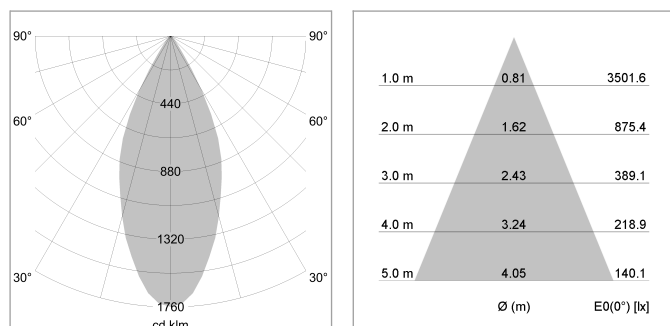 90° 90°
440
60° 60°
880
1320
30° 30°
1760
cd klm
1.0 m 0.81 3501.6
2.0 m 1.62 875.4
3.0 m 2.43 389.1
4.0 m 3.24 218.9
5.0 m 4.05 140.1
Ø (m) E0(0°) [lx]